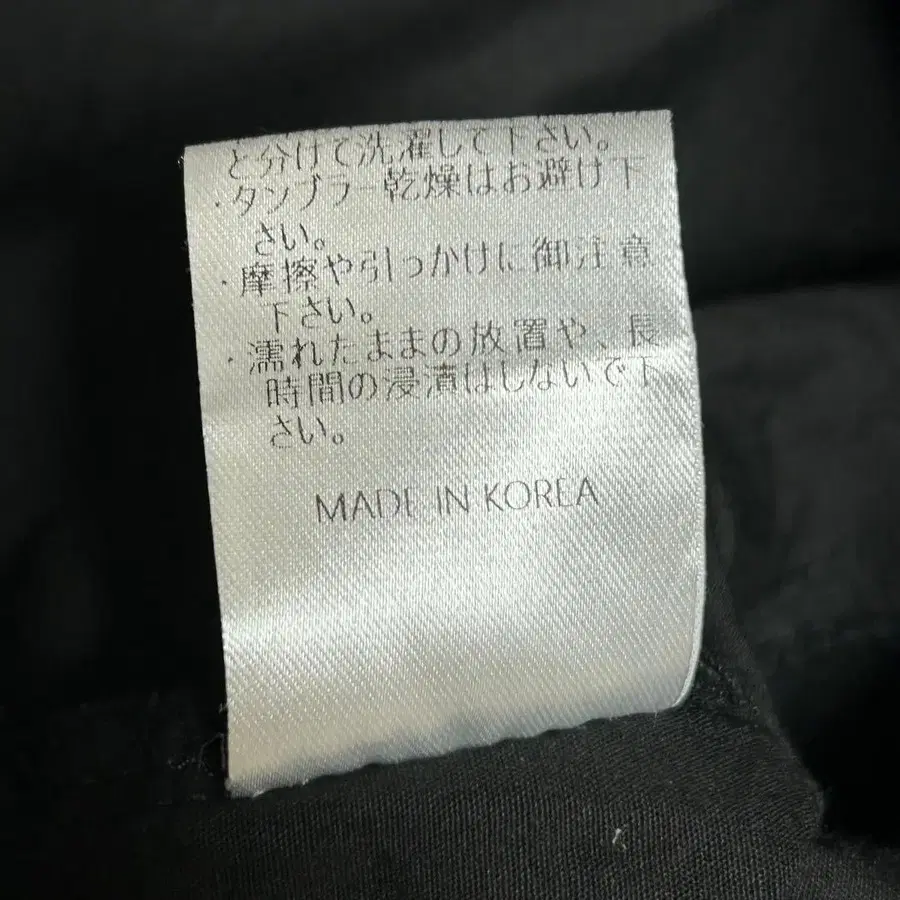 と分けて洗濯して下さい。
・タンブラー乾燥はお避け下
さい。
・摩擦や引っかけに御注意
下さい。
・濡れたままの放置や、長
時間の浸漬はしないで下
さい。
MADE IN KOREA